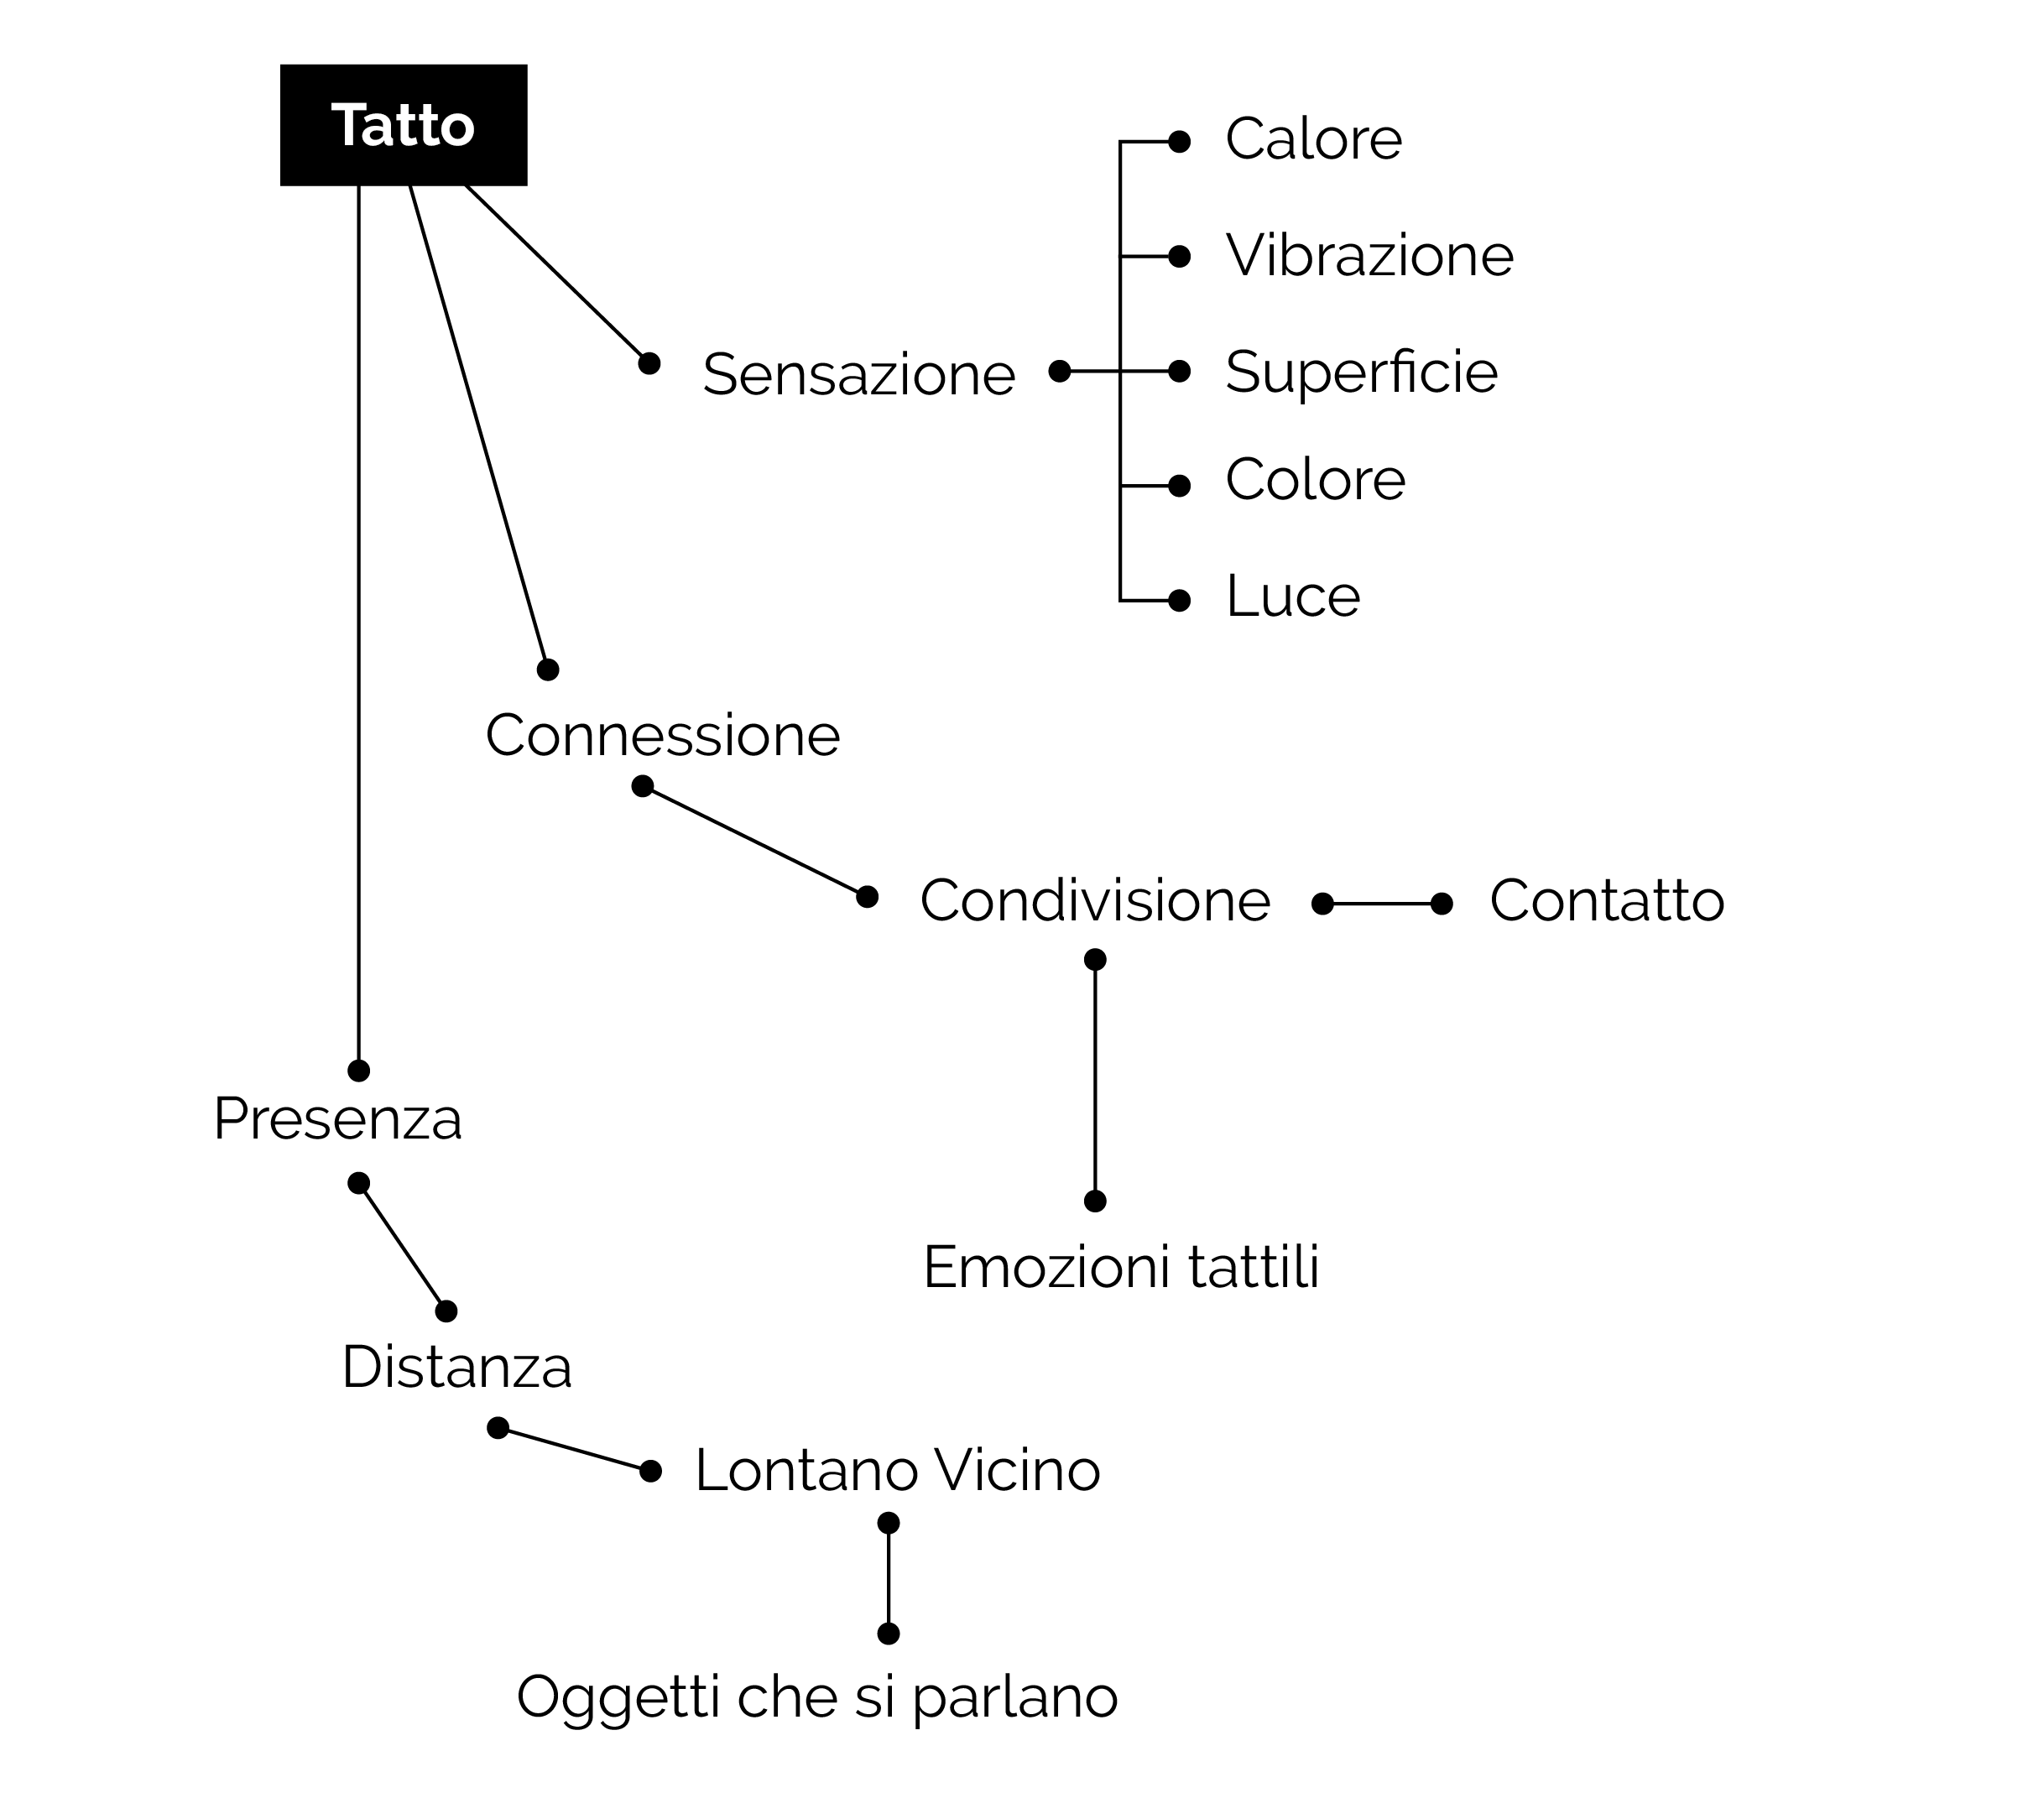 Tatto
Calore
Vibrazione
Superficie
Sensazione
Colore
Luce
Connessione
Condivisione
Contatto
Presenza
Emozioni tattili
Distanza
Lontano Vicino
Oggetti che si parlano